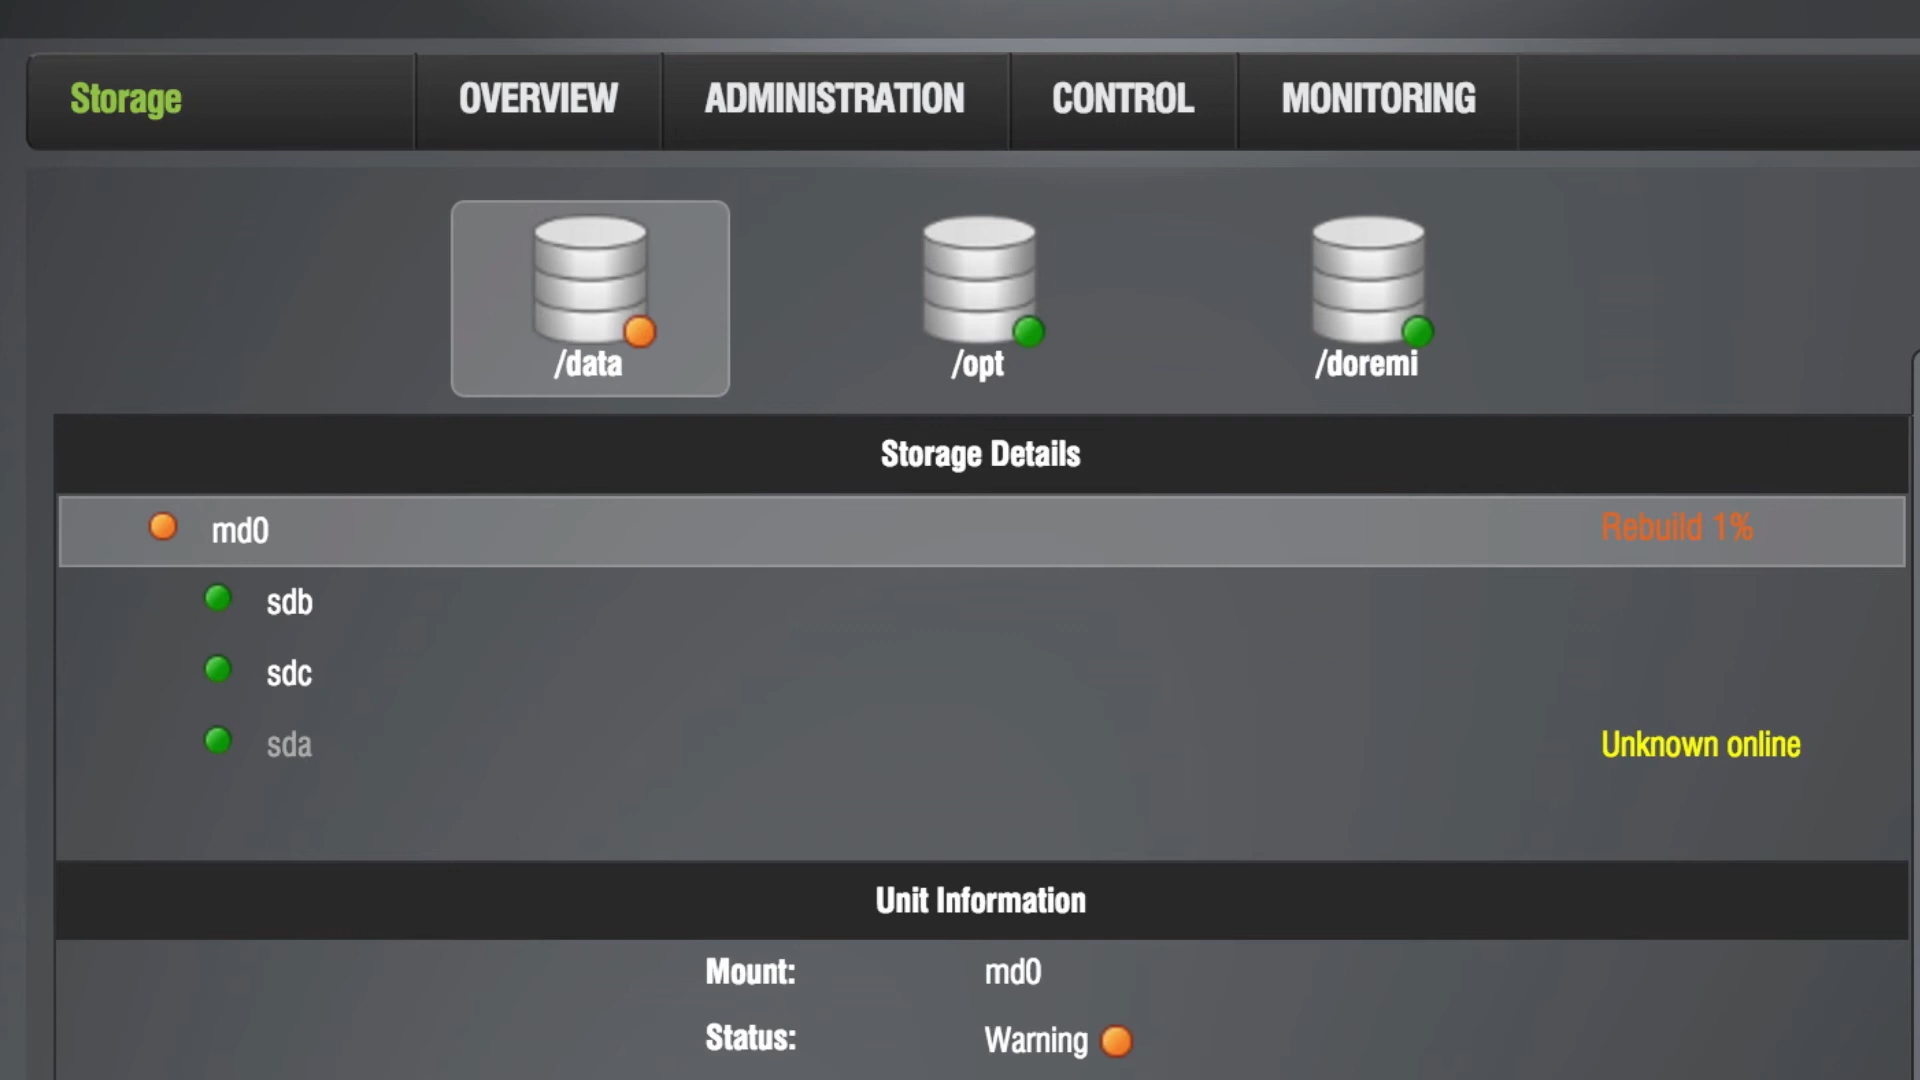 Storage OVERVIEW ADMINISTRATION CONTROL MONITORING
/data /opt /doremi
Storage Details
md0 Rebuild 1%
sdb
sdc
sda Unknown online
Unit Information
Mount: md0
Status: Warning